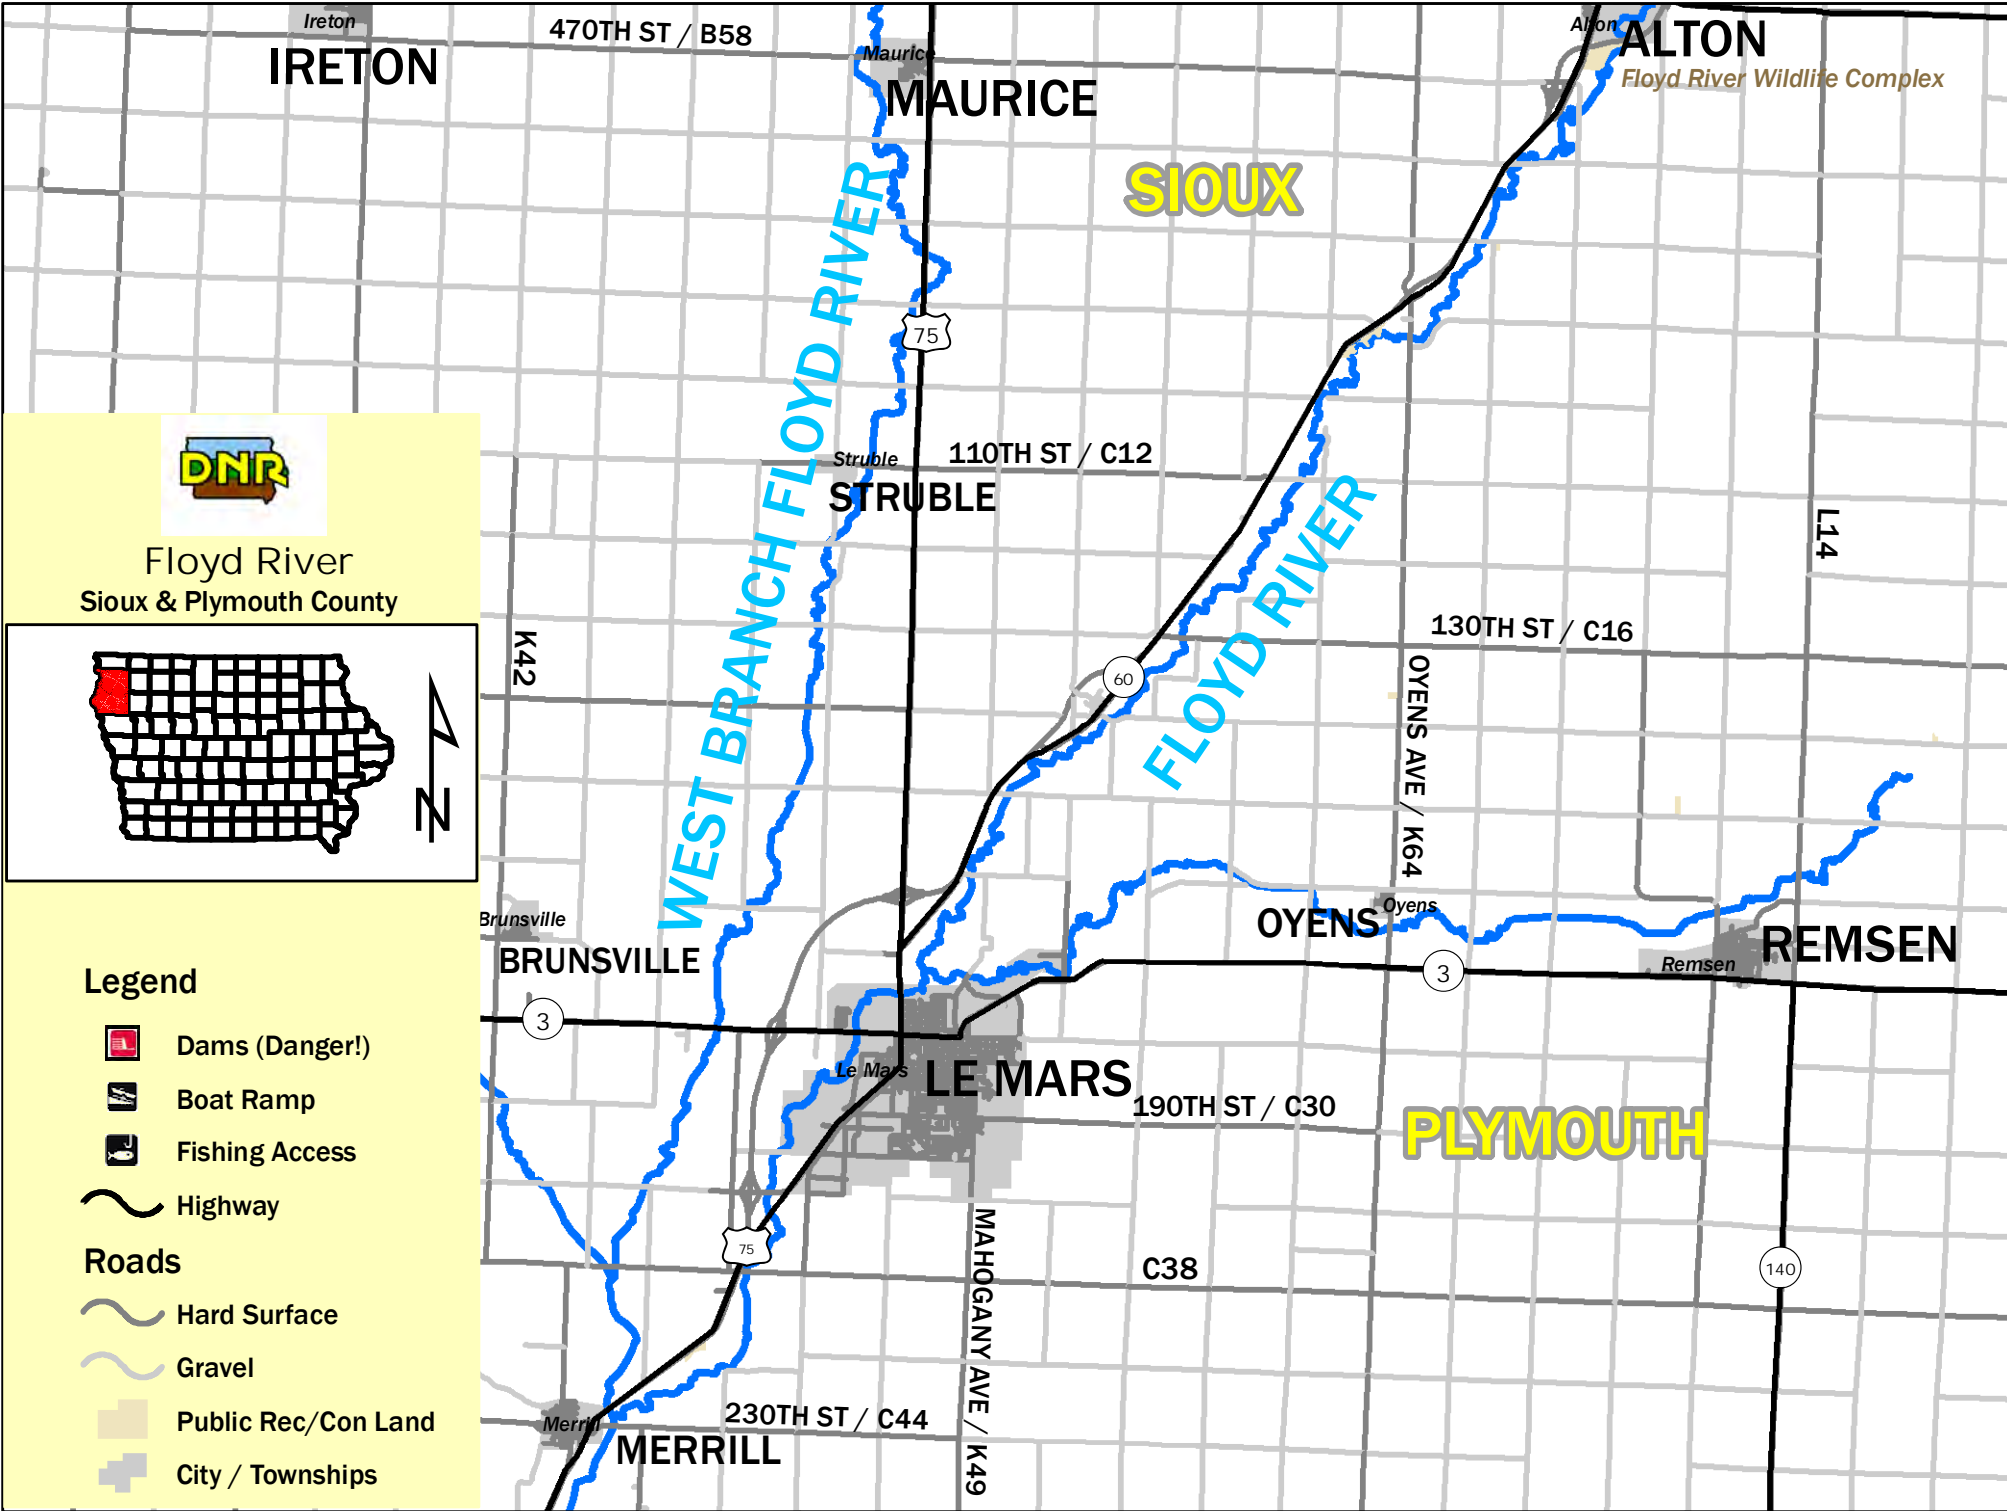 Ireton
IRETON
470TH ST / B58
Maurice
MAURICE
Alton
ALTON
Floyd River Wildlife Complex
SIOUX
WEST BRANCH FLOYD RIVER
75
DNR
Floyd River
Sioux & Plymouth County
N
Struble
STRUBLE
110TH ST / C12
FLOYD RIVER
L14
K42
130TH ST / C16
60
OYENS AVE / K64
Brunsville
BRUNSVILLE
OYENS
Oyens
REMSEN
Remsen
3
3
Le Mars
LE MARS
190TH ST / C30
PLYMOUTH
75
MAHOGANY AVE / K49
C38
140
Merrill
MERRILL
230TH ST / C44
Legend
Dams (Danger!)
Boat Ramp
Fishing Access
Highway
Roads
Hard Surface
Gravel
Public Rec/Con Land
City / Townships